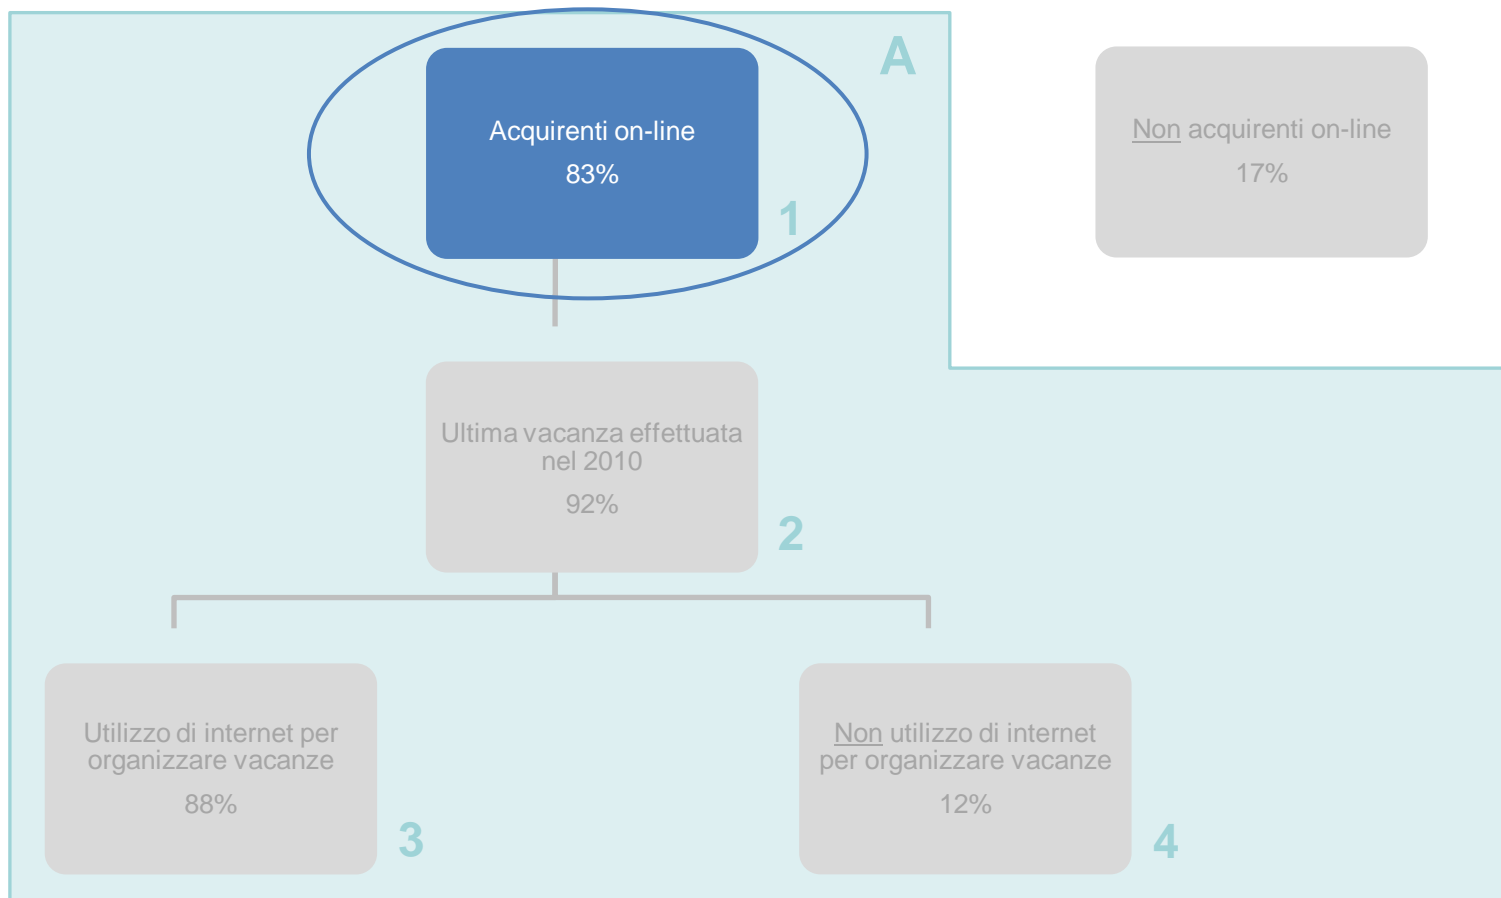 A
Acquirenti on-line
83%
1
Non acquirenti on-line
17%
Ultima vacanza effettuata
nel 2010
92%
2
Utilizzo di internet per
organizzare vacanze
88%
3
Non utilizzo di internet
per organizzare vacanze
12%
4